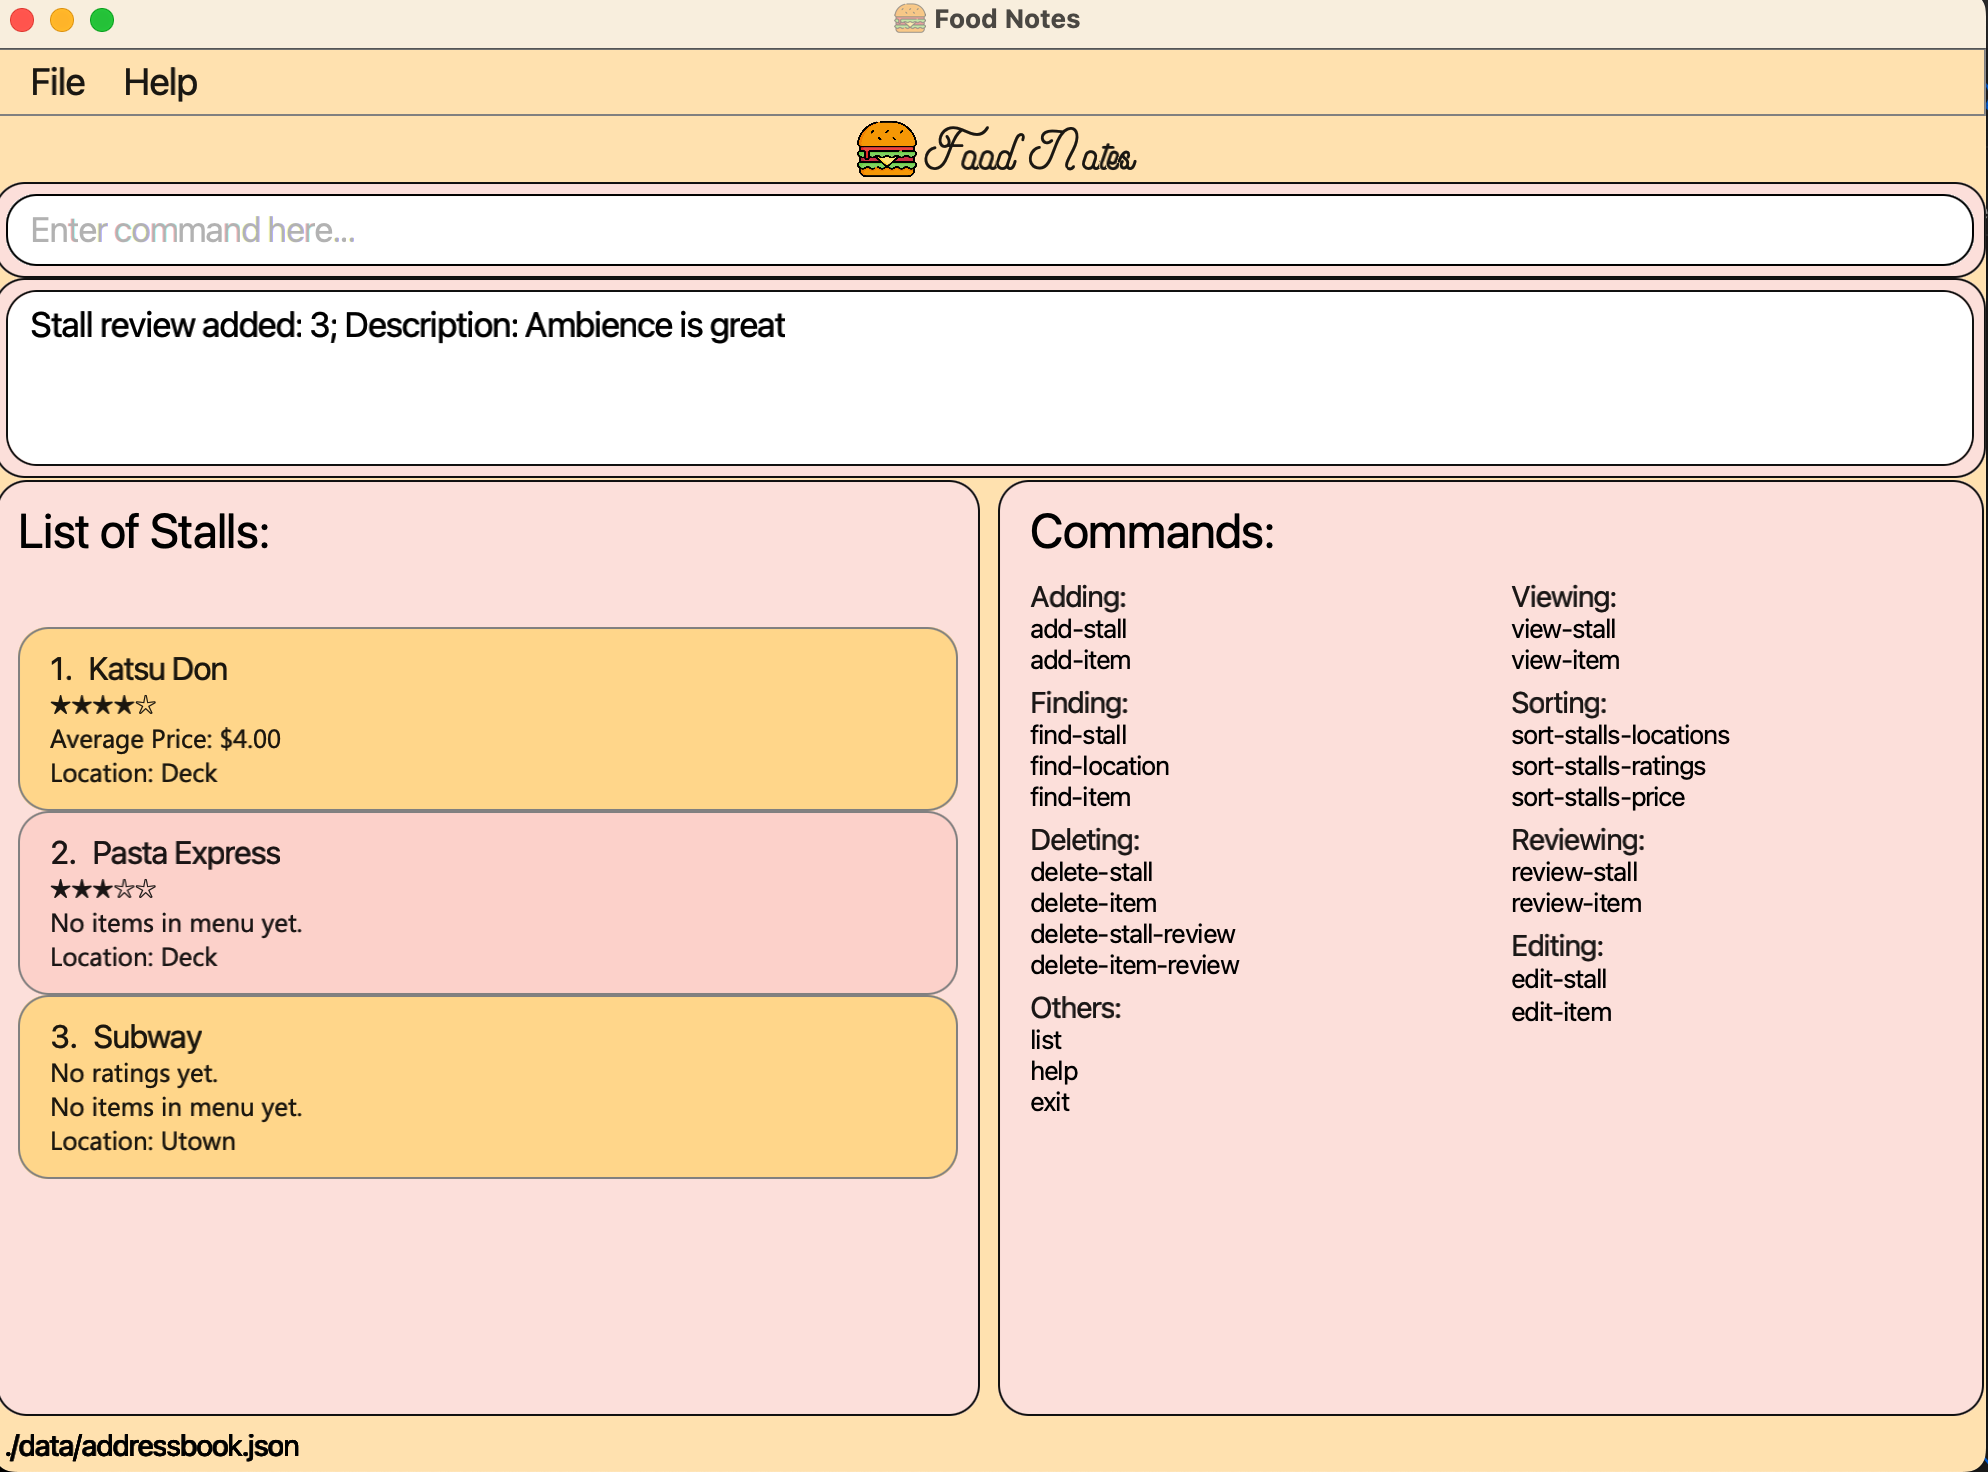 Food Notes
File Help
Food Notes
Enter command here...
Stall review added: 3; Description: Ambience is great
List of Stalls:
1. Katsu Don
★★★★☆
Average Price: $4.00
Location: Deck
2. Pasta Express
★★★☆☆
No items in menu yet.
Location: Deck
3. Subway
No ratings yet.
No items in menu yet.
Location: Utown
Commands:
Adding:
add-stall
add-item
Finding:
find-stall
find-location
find-item
Deleting:
delete-stall
delete-item
delete-stall-review
delete-item-review
Others:
list
help
exit
Viewing:
view-stall
view-item
Sorting:
sort-stalls-locations
sort-stalls-ratings
sort-stalls-price
Reviewing:
review-stall
review-item
Editing:
edit-stall
edit-item
./data/addressbook.json